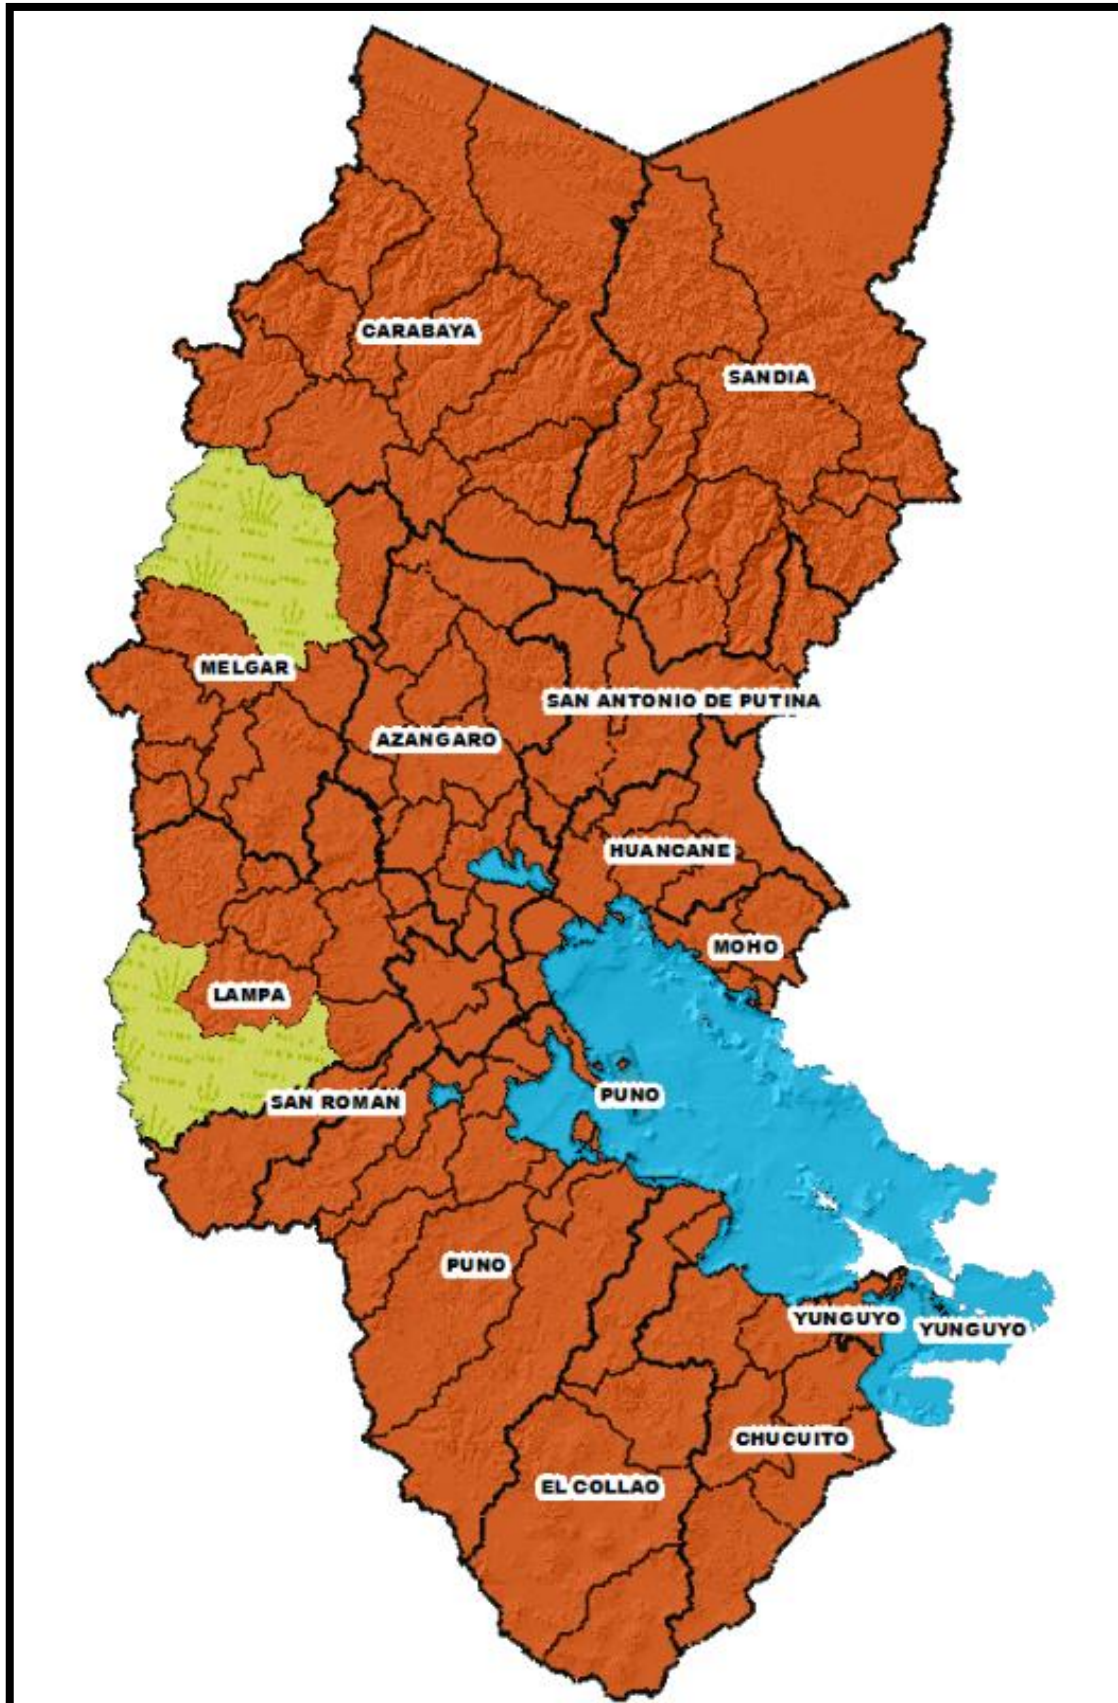 CARABAYA
SANDIA
MELGAR
SAN ANTONIO DE PUTINA
AZANGARO
HUANCANE
MOHO
LAMPA
SAN ROMAN
PUNO
PUNO
YUNGUYO
YUNGUYO
CHUCUITO
EL COLLAO